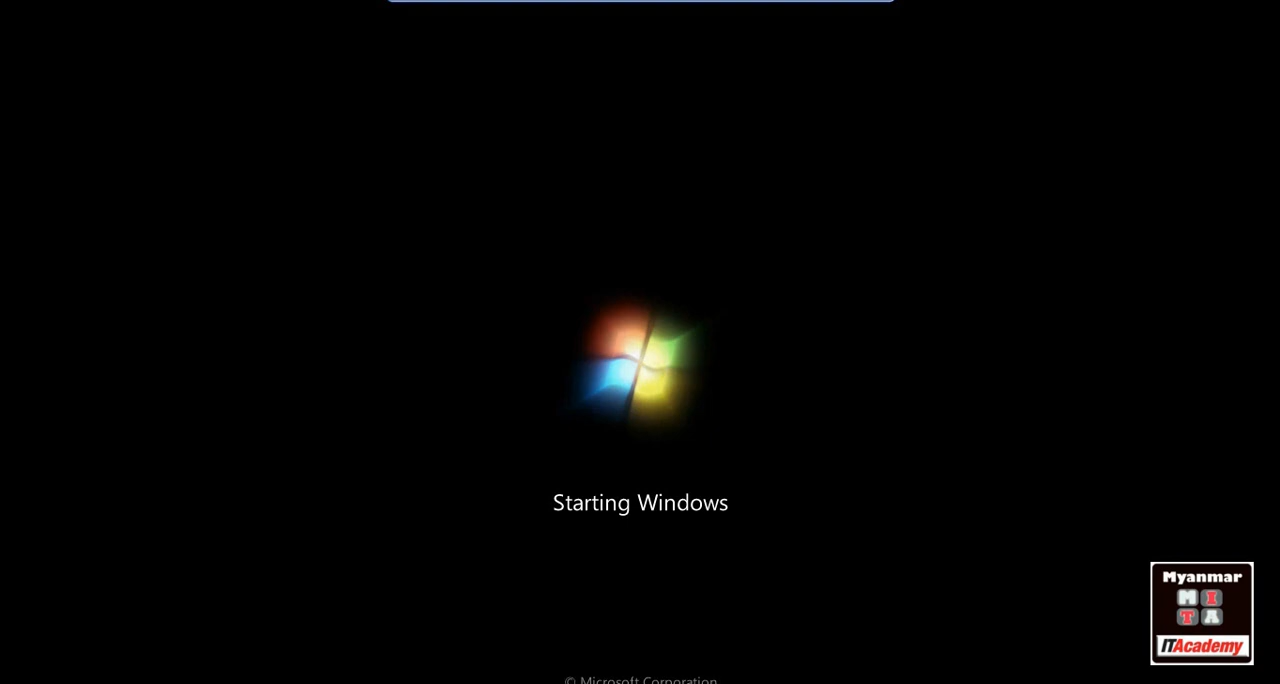 Starting Windows
© Microsoft Corporation
Myanmar
M I
T A
ITAcademy